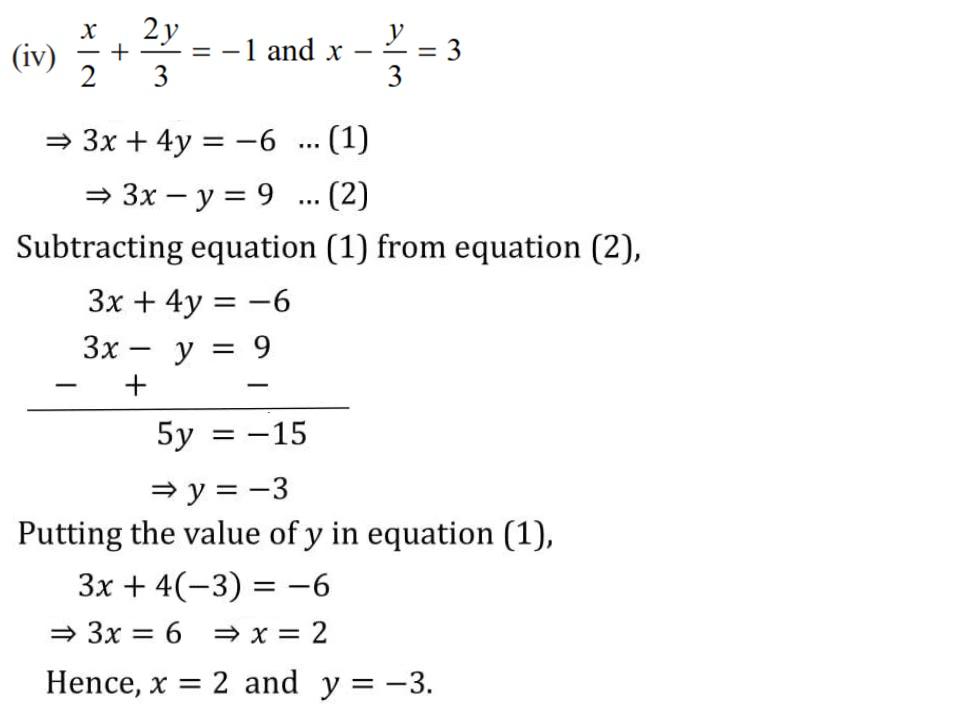 (iv) x/2 + 2y/3 = −1 and x − y/3 = 3
⇒ 3x + 4y = −6 … (1)
⇒ 3x − y = 9 … (2)
Subtracting equation (1) from equation (2),
3x + 4y = −6
3x − y = 9
− + −
5y = −15
⇒ y = −3
Putting the value of y in equation (1),
3x + 4(−3) = −6
⇒ 3x = 6 ⇒ x = 2
Hence, x = 2 and y = −3.